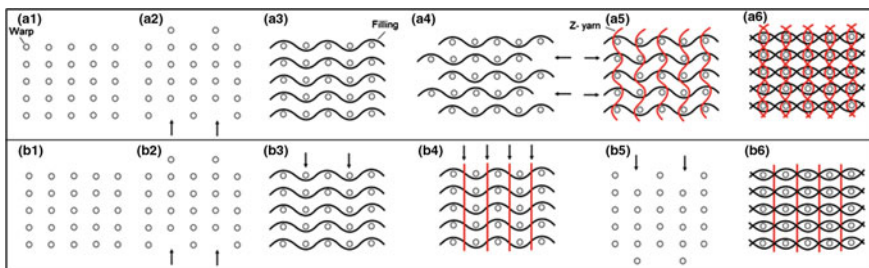 (a1)
Warp
(a2)
(a3)
Filling
(a4)
(a5)
Z- yarn
(a6)
(b1)
(b2)
(b3)
(b4)
(b5)
(b6)